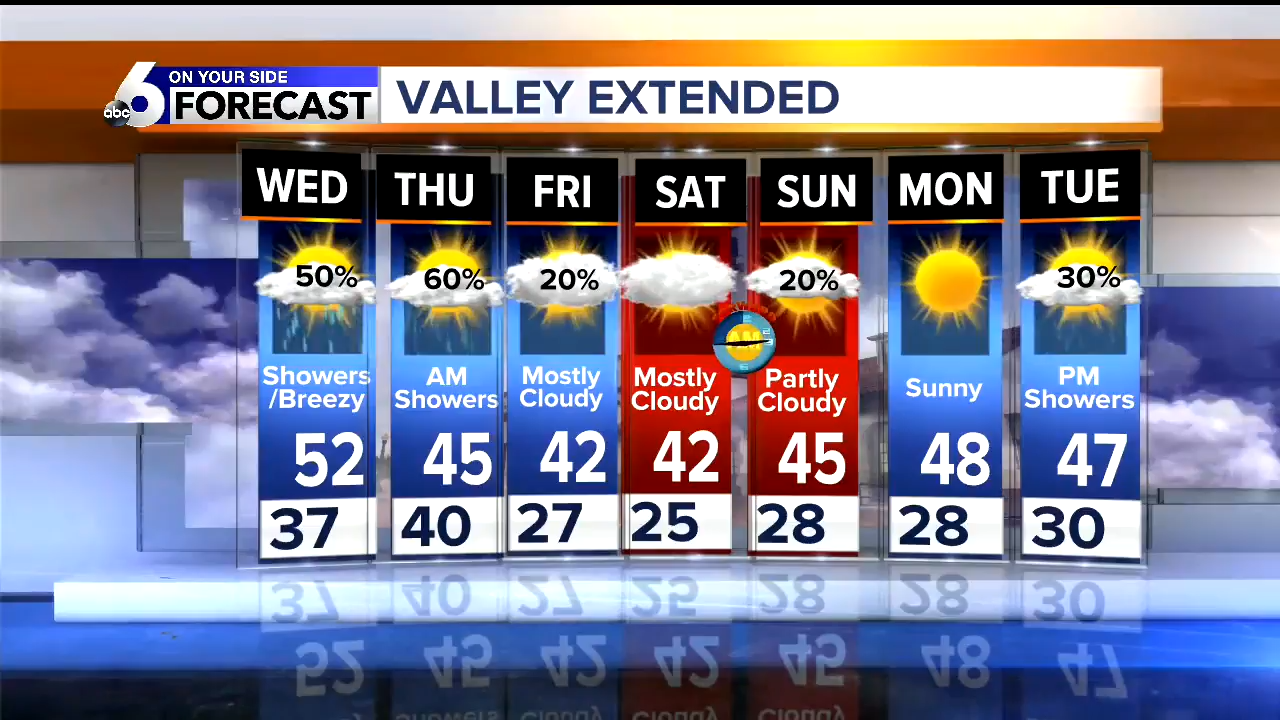 abc 6 ON YOUR SIDE
FORECAST
VALLEY EXTENDED
WED THU FRI SAT SUN MON TUE
50% 60% 20% 20% 30%
Showers
/Breezy
AM
Showers
Mostly
Cloudy
Mostly
Cloudy
Partly
Cloudy
Sunny
PM
Showers
52 45 42 42 45 48 47
37 40 27 25 28 28 30